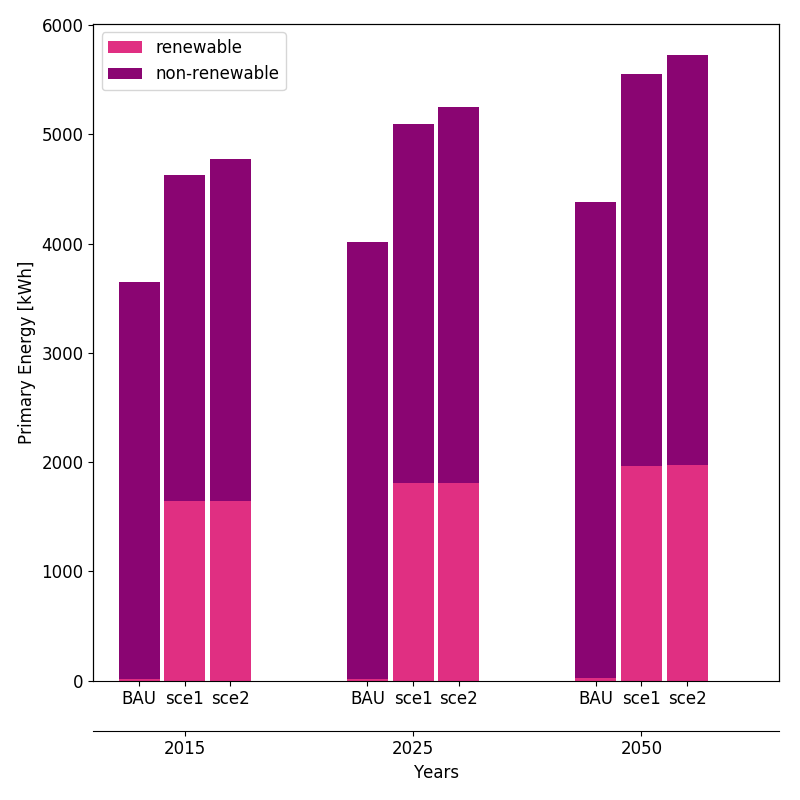 6000
renewable
non-renewable
5000
4000
3000
2000
1000
0
Primary Energy [kWh]
BAU sce1 sce2 BAU sce1 sce2 BAU sce1 sce2
2015 2025 2050
Years